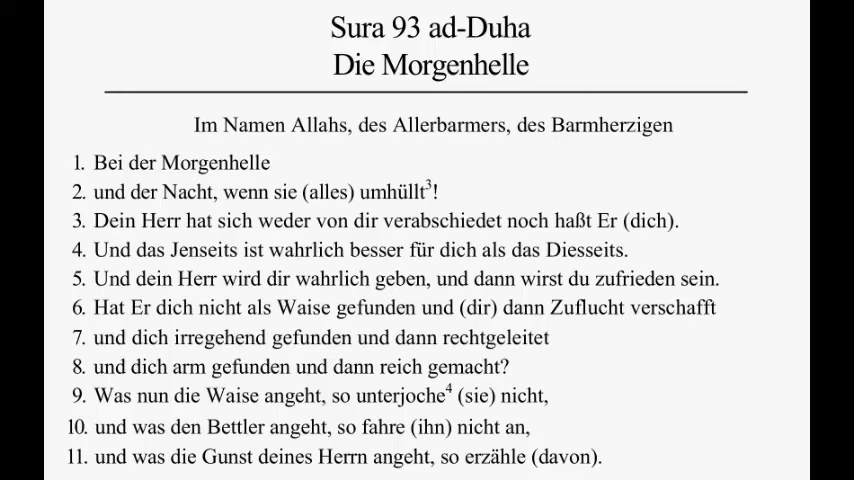 Sura 93 ad-Duha
Die Morgenhelle
Im Namen Allahs, des Allerbarmers, des Barmherzigen
1. Bei der Morgenhelle
2. und der Nacht, wenn sie (alles) umhüllt³!
3. Dein Herr hat sich weder von dir verabschiedet noch haßt Er (dich).
4. Und das Jenseits ist wahrlich besser für dich als das Diesseits.
5. Und dein Herr wird dir wahrlich geben, und dann wirst du zufrieden sein.
6. Hat Er dich nicht als Waise gefunden und (dir) dann Zuflucht verschafft
7. und dich irregehend gefunden und dann rechtgeleitet
8. und dich arm gefunden und dann reich gemacht?
9. Was nun die Waise angeht, so unterjoche⁴ (sie) nicht,
10. und was den Bettler angeht, so fahre (ihn) nicht an,
11. und was die Gunst deines Herrn angeht, so erzähle (davon).